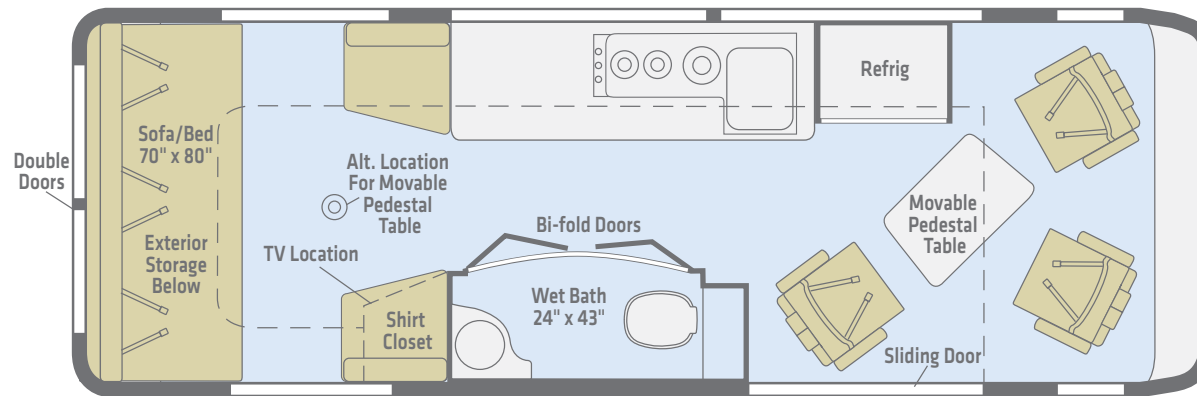 Refrig
Sofa/Bed
70" x 80"
Double
Doors
Alt. Location
For Movable
Pedestal
Table
Movable
Pedestal
Table
Bi-fold Doors
Exterior
Storage
Below
TV Location
Wet Bath
24" x 43"
Shirt
Closet
Sliding Door